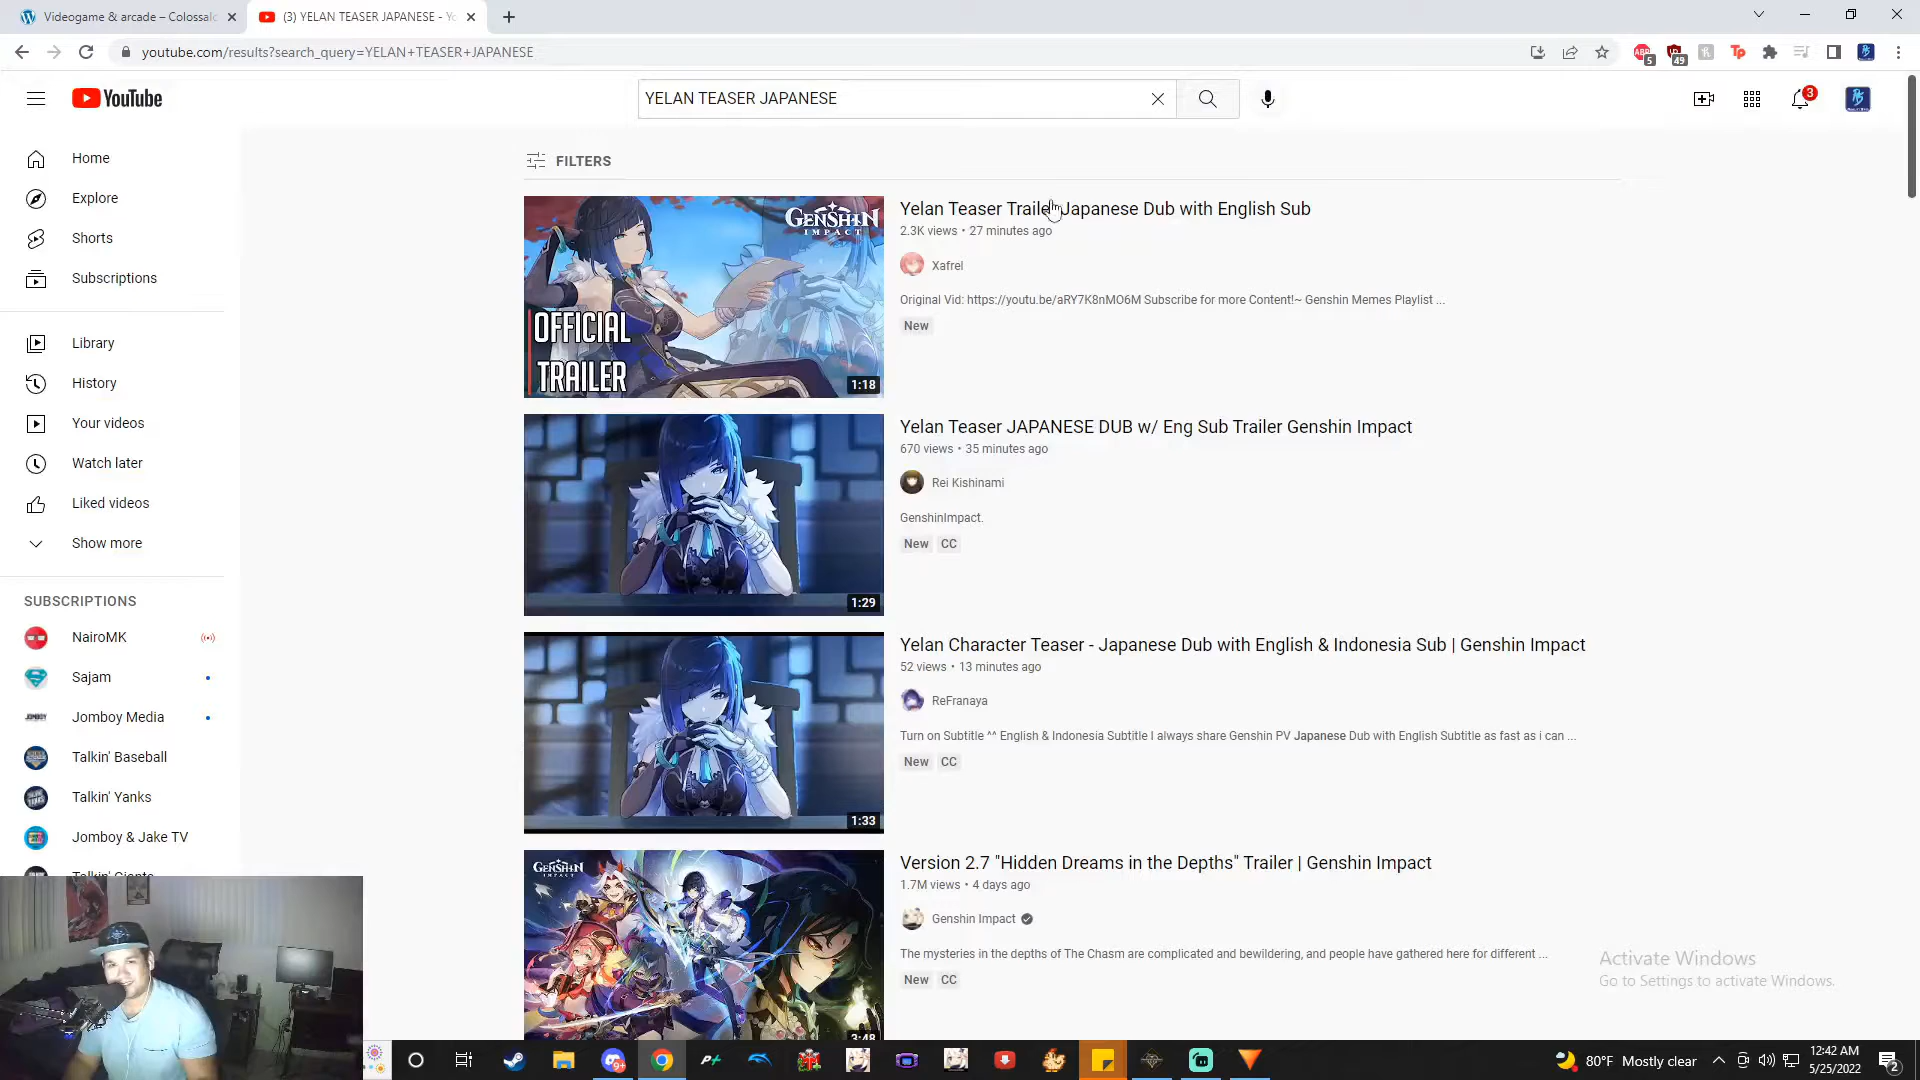 Videogame & arcade – Colossal
(3) YELAN TEASER JAPANESE - Yo
youtube.com/results?search_query=YELAN+TEASER+JAPANESE
5
49
YouTube
YELAN TEASER JAPANESE
3
Home
Explore
Shorts
Subscriptions
Library
History
Your videos
Watch later
Liked videos
Show more
SUBSCRIPTIONS
NairoMK
Sajam
Jomboy Media
Talkin' Baseball
Talkin' Yanks
Jomboy & Jake TV
Talkin' Giants
FILTERS
GENSHIN
IMPACT
OFFICIAL
TRAILER
1:18
Yelan Teaser Trailer Japanese Dub with English Sub
2.3K views • 27 minutes ago
Xafrel
Original Vid: https://youtu.be/aRY7K8nMO6M Subscribe for more Content!~ Genshin Memes Playlist ...
New
1:29
Yelan Teaser JAPANESE DUB w/ Eng Sub Trailer Genshin Impact
670 views • 35 minutes ago
Rei Kishinami
GenshinImpact.
New CC
1:33
Yelan Character Teaser - Japanese Dub with English & Indonesia Sub | Genshin Impact
52 views • 13 minutes ago
ReFranaya
Turn on Subtitle ^^ English & Indonesia Subtitle I always share Genshin PV Japanese Dub with English Subtitle as fast as i can ...
New CC
GENSHIN
IMPACT
3:48
Version 2.7 "Hidden Dreams in the Depths" Trailer | Genshin Impact
1.7M views • 4 days ago
Genshin Impact
The mysteries in the depths of The Chasm are complicated and bewildering, and people have gathered here for different ...
New CC
Activate Windows
Go to Settings to activate Windows.
80°F Mostly clear
12:42 AM
5/25/2022
2